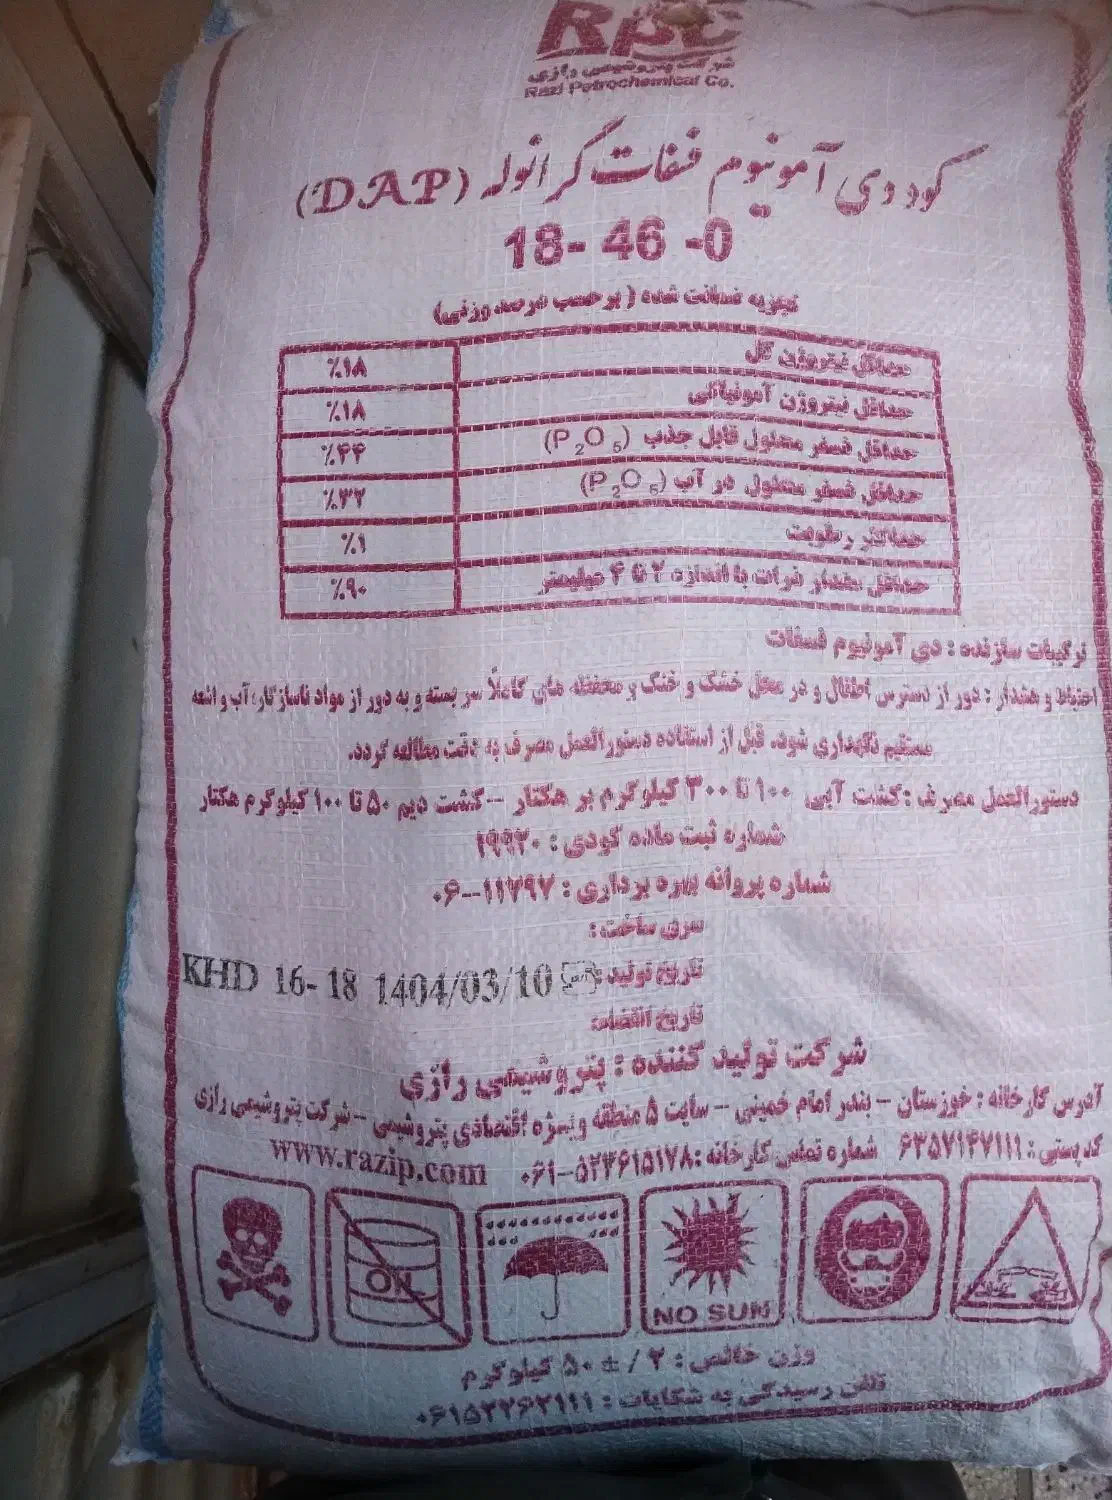 RPC
شرکت پتروشیمی رازی
Razi Petrochemical Co.
کود دی آمونیوم فسفات گرانوله (DAP)
18- 46 -0
تجزیه ضمانت شده ( برحسب درصد وزنی)
حداقل نیتروژن کل ٪۱۸
حداقل نیتروژن آمونیاکی ٪۱۸
حداقل فسفر محلول قابل جذب (P2O5) ٪۴۴
حداقل فسفر محلول در آب (P2O5) ٪۳۲
حداکثر رطوبت ٪۱
حداقل مقدار ذرات با اندازه ۲ تا ۴ میلیمتر ٪۹۰
ترکیبات سازنده : دی آمونیوم فسفات
احتیاط و هشدار : دور از دسترس اطفال و در محل خشک و خنک و محفظه های کاملاً سر بسته و به دور از مواد ناسازگار، آب و اشعه
مستقیم نگهداری شود. قبل از استفاده دستورالعمل مصرف به دقت مطالعه گردد.
دستورالعمل مصرف : کشت آبی ۱۰۰ تا ۳۰۰ کیلوگرم بر هکتار – کشت دیم ۵۰ تا ۱۰۰ کیلوگرم هکتار
شماره ثبت ماده کودی : ۱۹۹۲۰
شماره پروانه بهره برداری : ۱۱۷۹۷--۰۶
سری ساخت :
تاریخ تولید :
KHD 16-18 1404/03/10
تاریخ انقضاء:
شرکت تولید کننده : پتروشیمی رازی
آدرس کارخانه : خوزستان – بندر امام خمینی – سایت ۵ منطقه ویژه اقتصادی پتروشیمی – شرکت پتروشیمی رازی
کد پستی : ۶۳۵۷۱۴۷۱۱۱ شماره تماس کارخانه : ۰۶۱-۵۲۲۶۱۵۱۷۸ www.razip.com
OIL
NO SUN
وزن خالص : ۲ / ± ۵۰ کیلوگرم
تلفن رسیدگی به شکایات : ۰۶۱۵۲۲۶۲۱۱۱